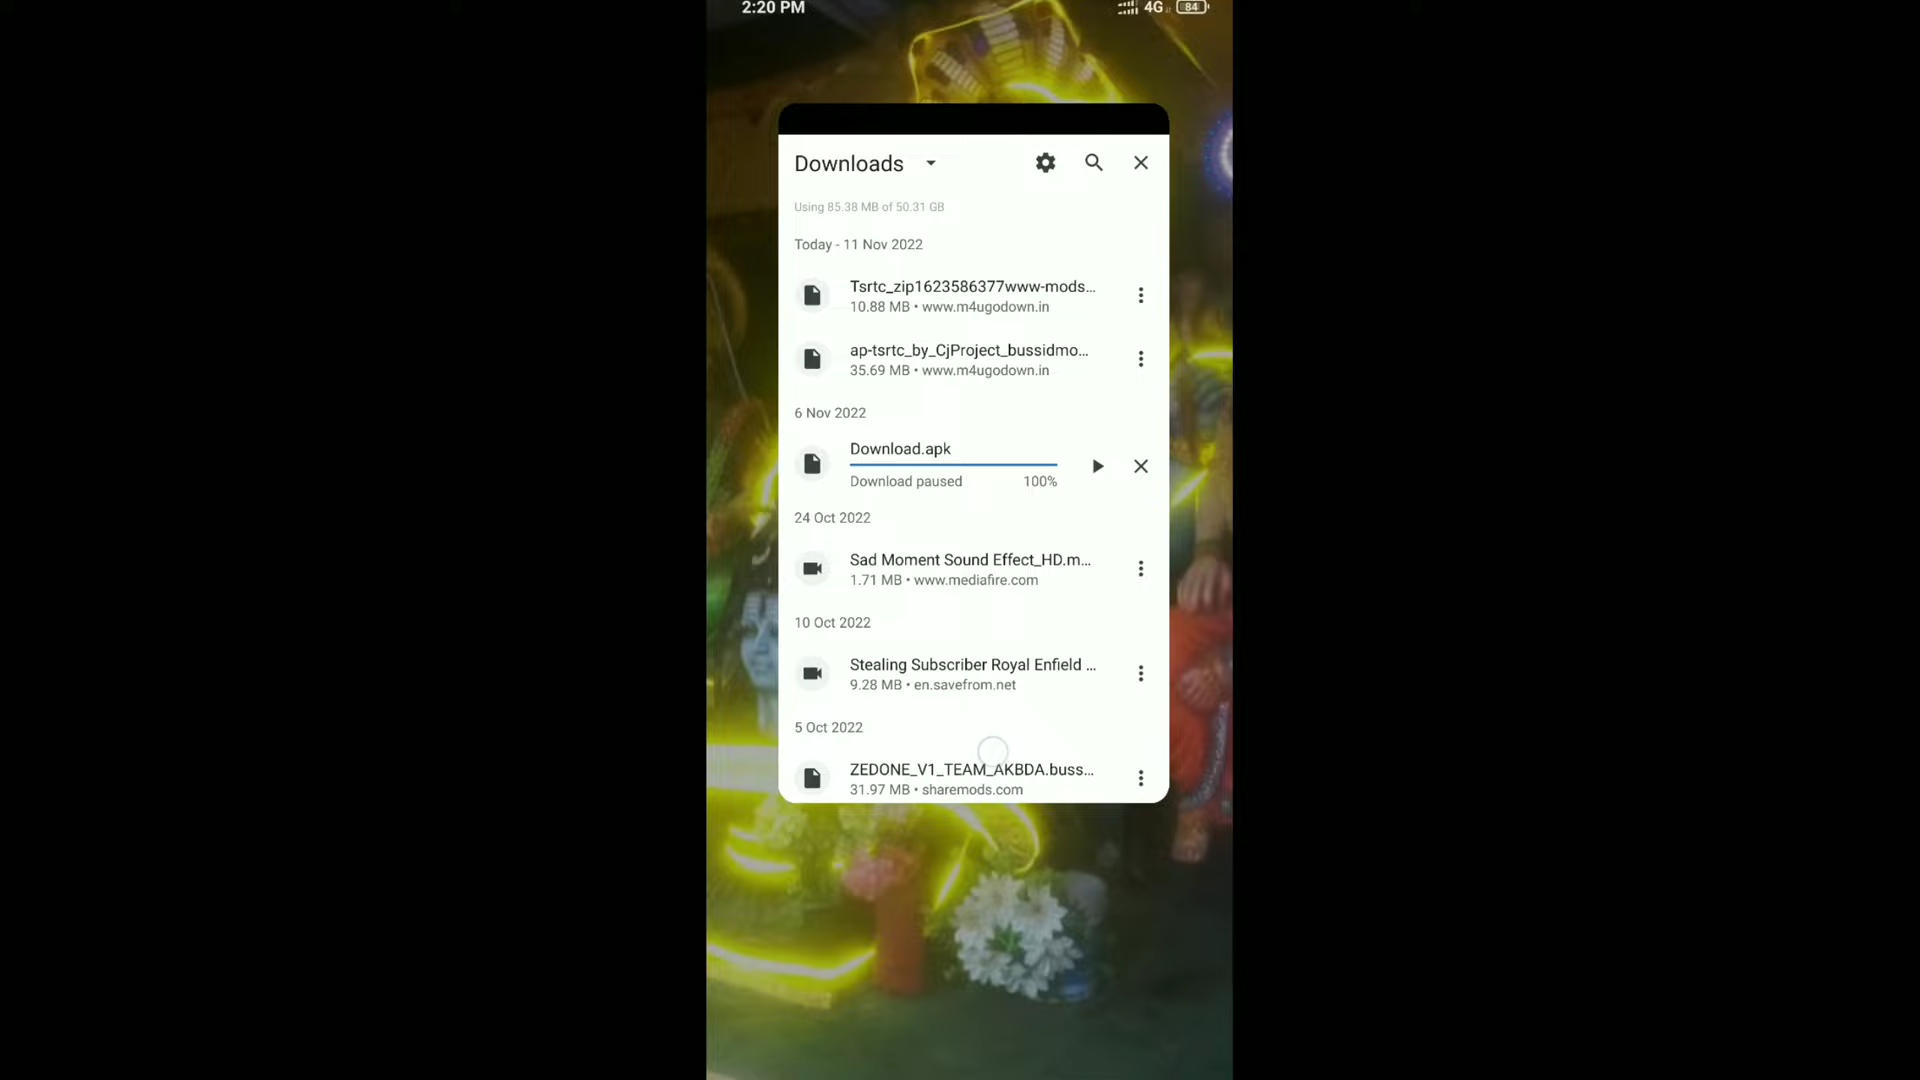 2:20 PM 4G 84
Downloads
Using 85.38 MB of 50.31 GB
Today - 11 Nov 2022
Tsrtc_zip1623586377www-mods...
10.88 MB • www.m4ugodown.in
ap-tsrtc_by_CjProject_bussidmo...
35.69 MB • www.m4ugodown.in
6 Nov 2022
Download.apk
Download paused 100%
24 Oct 2022
Sad Moment Sound Effect_HD.m...
1.71 MB • www.mediafire.com
10 Oct 2022
Stealing Subscriber Royal Enfield ...
9.28 MB • en.savefrom.net
5 Oct 2022
ZEDONE_V1_TEAM_AKBDA.buss...
31.97 MB • sharemods.com